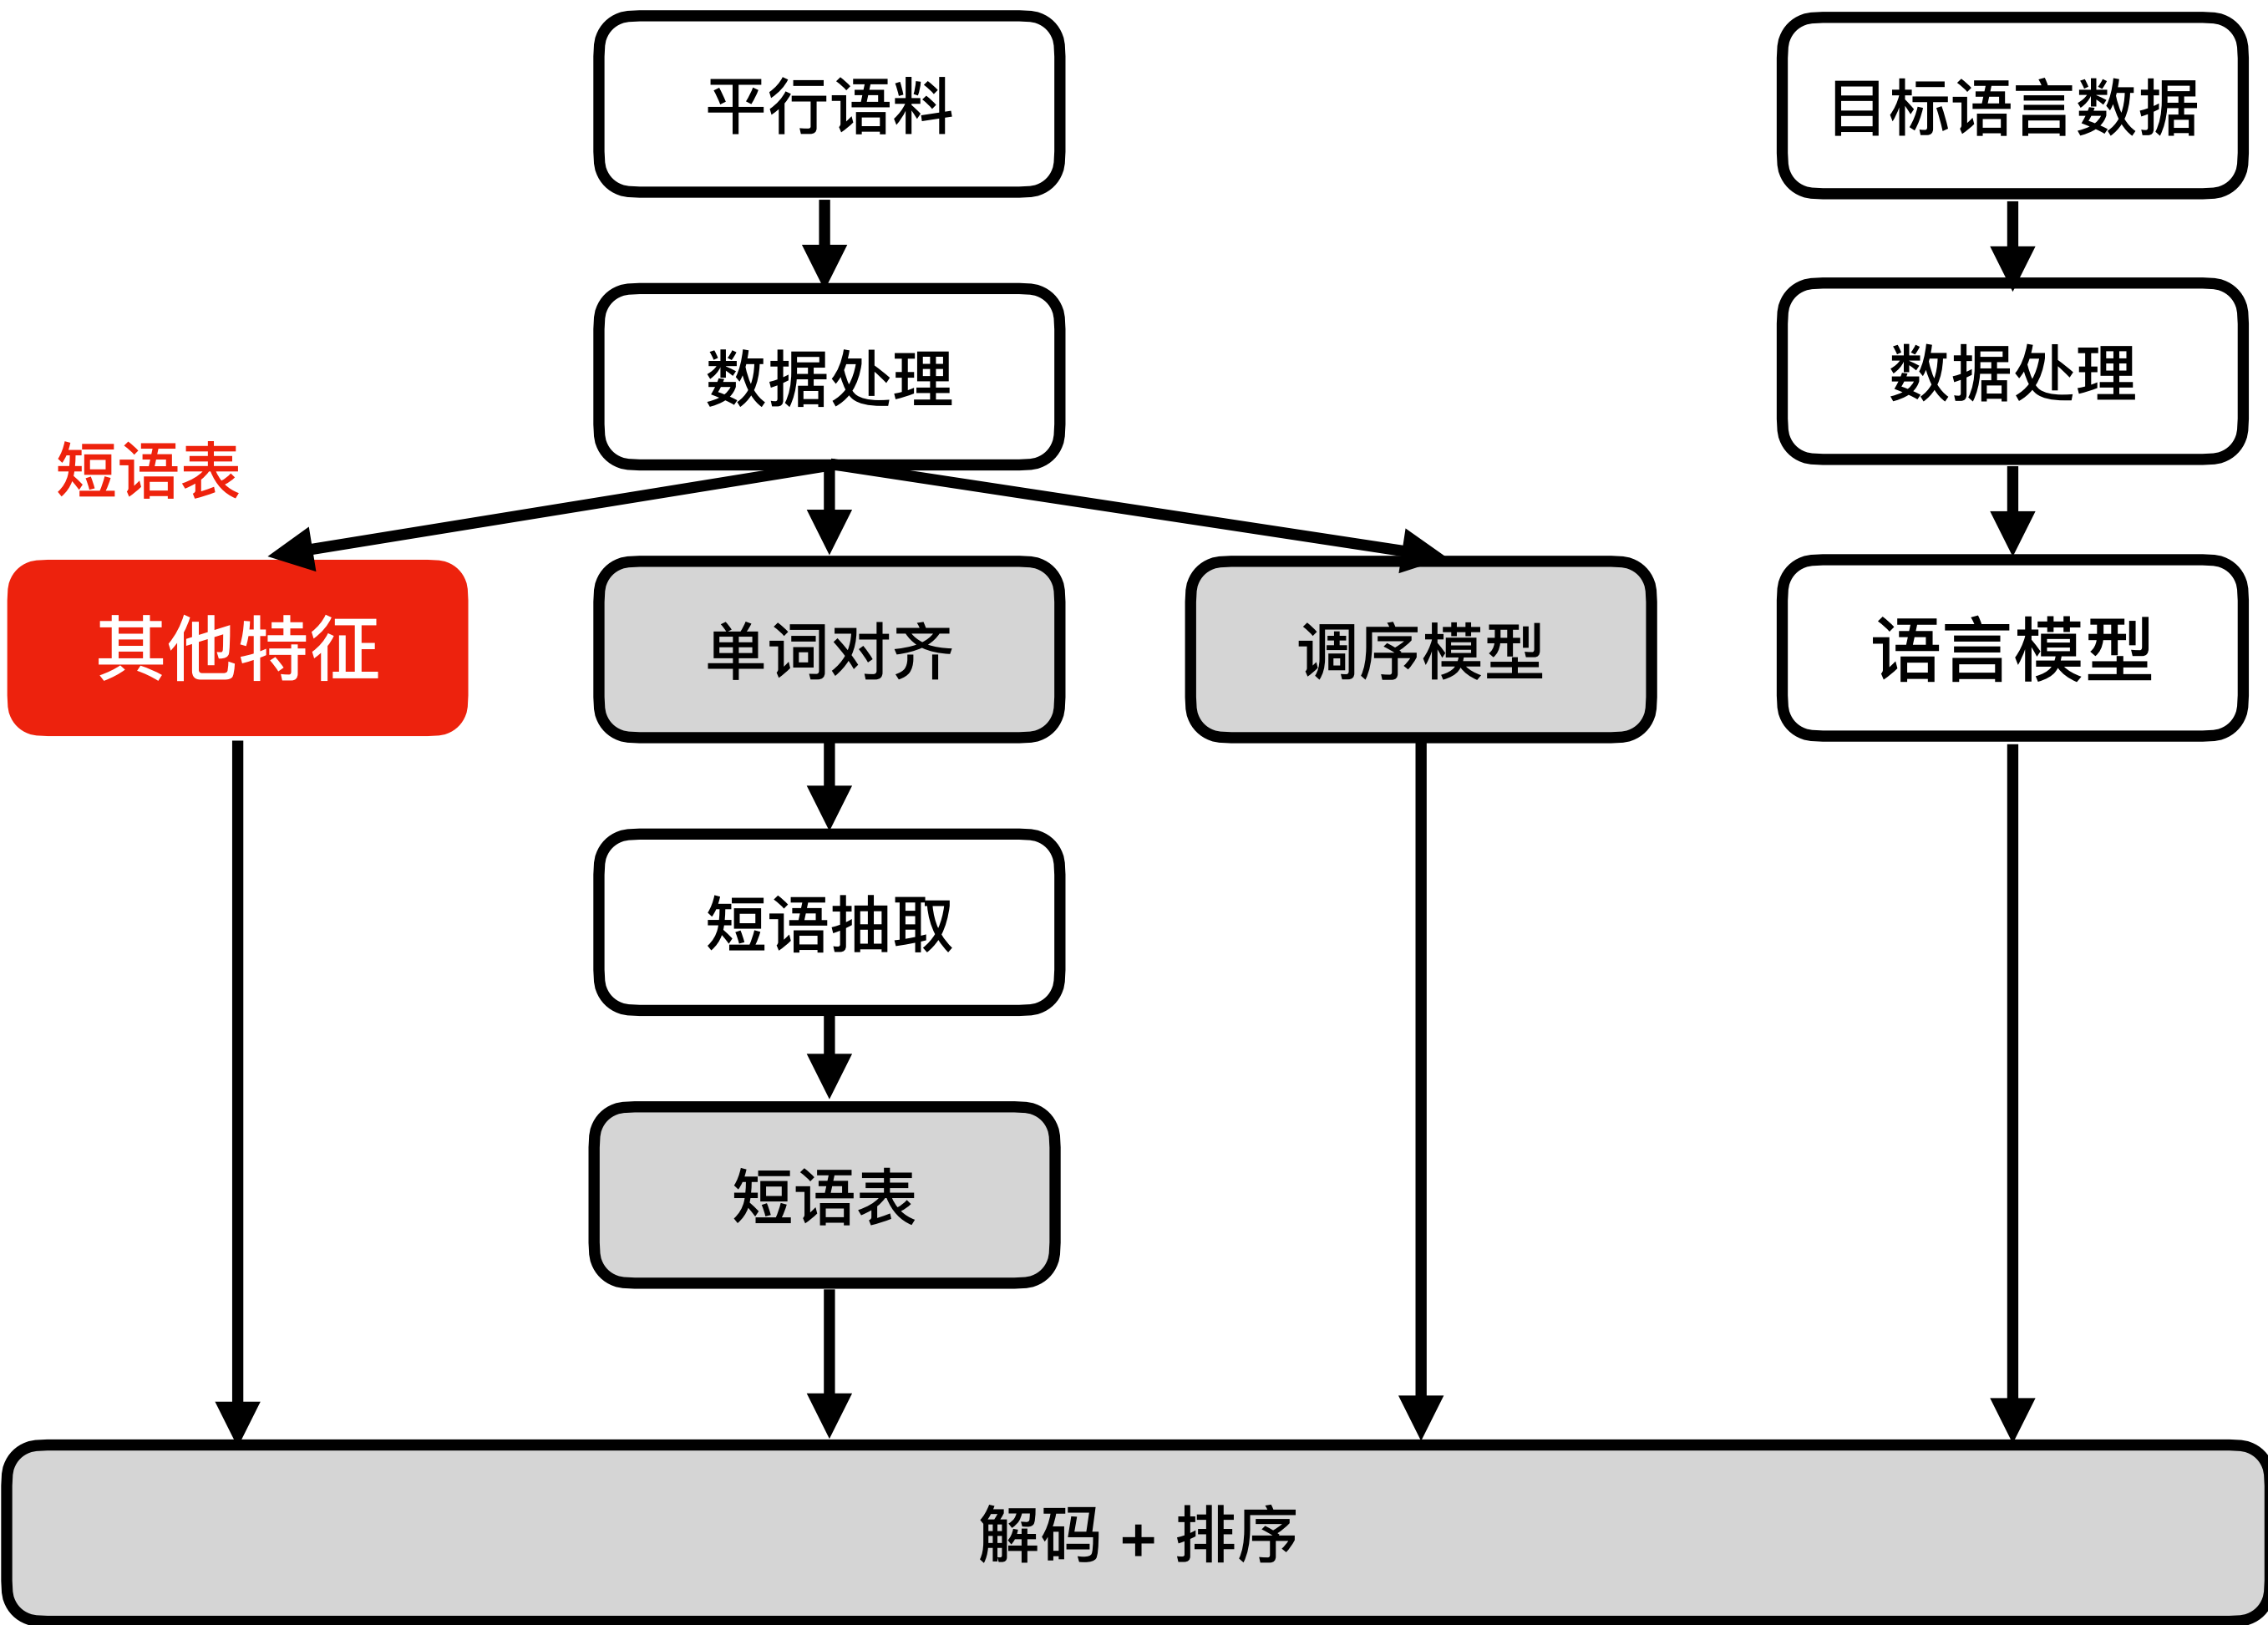 平行语料
目标语言数据
数据处理
数据处理
短语表
其他特征
单词对齐
调序模型
语言模型
短语抽取
短语表
解码 + 排序